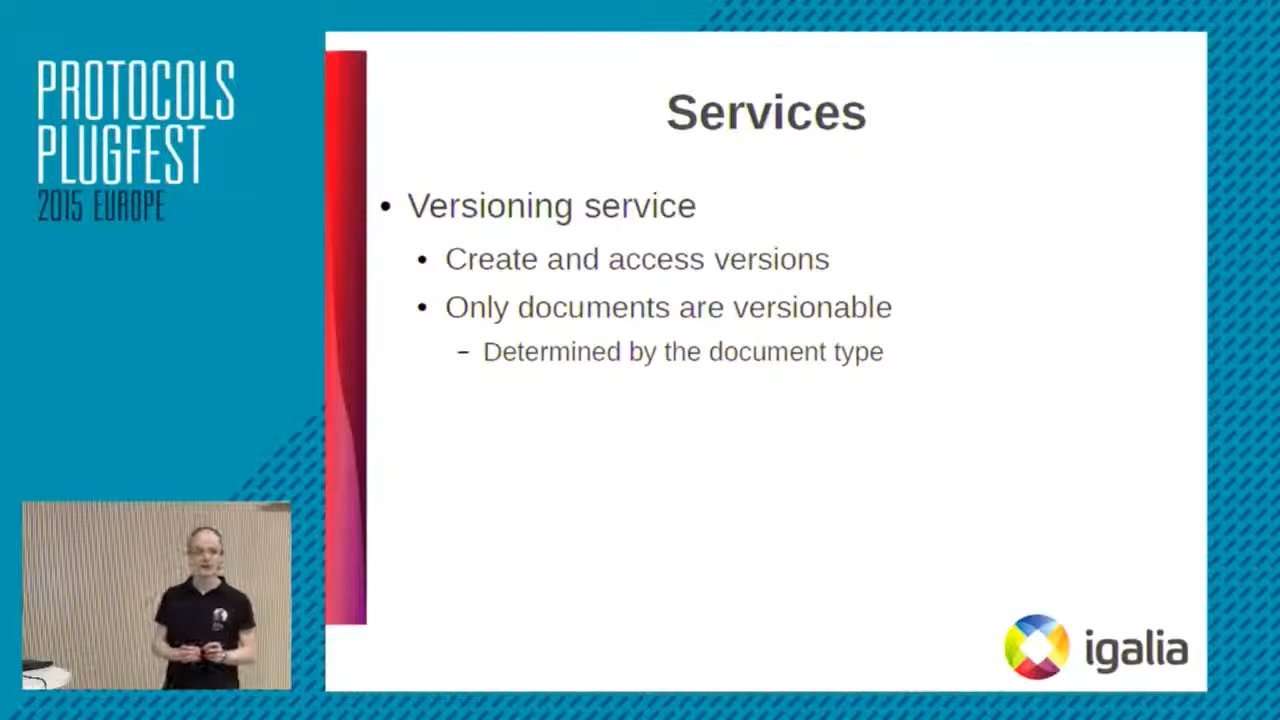 PROTOCOLS
PLUGFEST
2015 EUROPE
Services
• Versioning service
• Create and access versions
• Only documents are versionable
– Determined by the document type
igalia